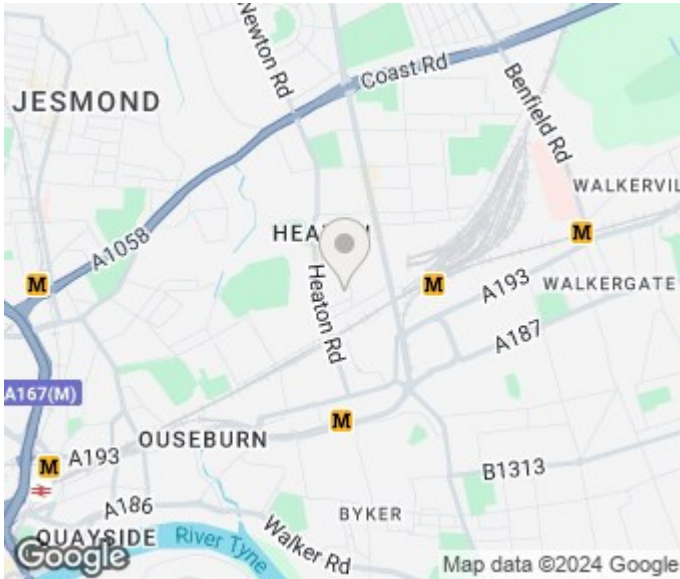 Newton Rd
Coast Rd
JESMOND
Benfield Rd
WALKERVIL
HEA
A1058
M
M
M
Heaton Rd
A193
WALKERGATE
A187
A167(M)
M
OUSEBURN
M
A193
B1313
A186
BYKER
QUAYSIDE
River Tyne
Walker Rd
Google
Map data ©2024 Google